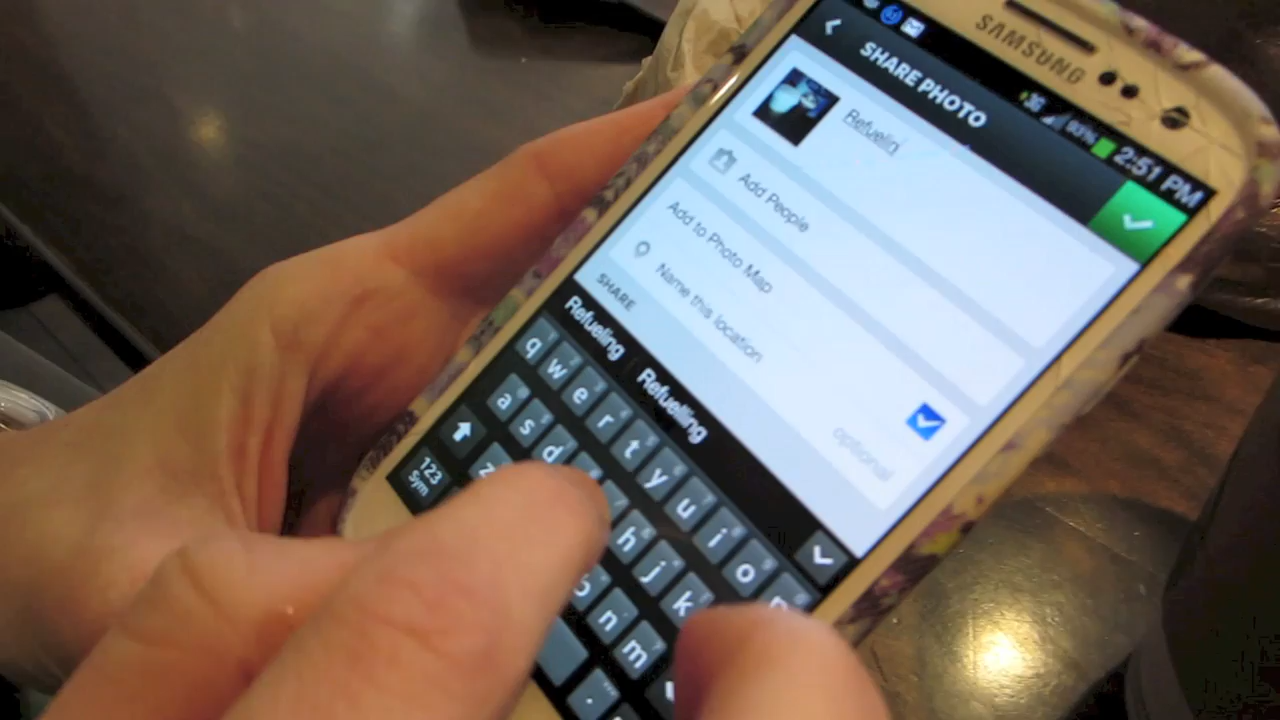 SAMSUNG
2:51 PM
SHARE PHOTO
Refuelin
Add People
Add to Photo Map
Name this location
optional
SHARE
Refueling
Refuelling
q w e r t y u i o
a s d h j k
z n m
123
Sym